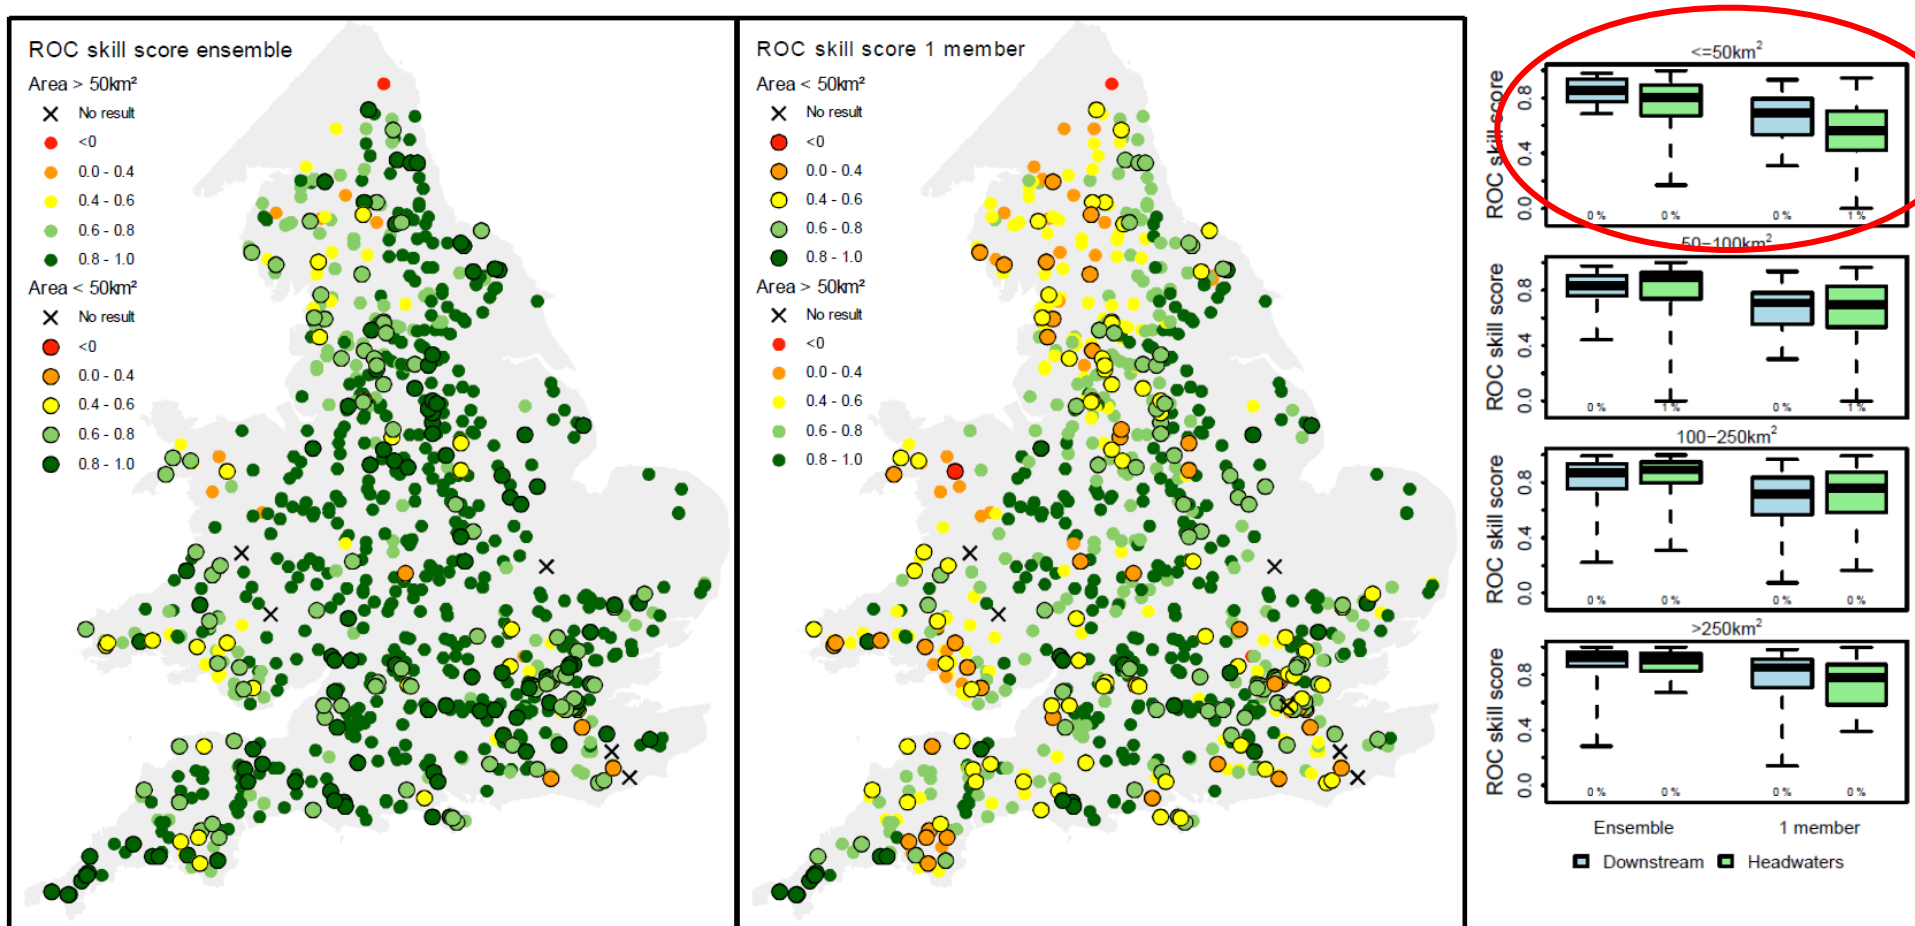 ROC skill score ensemble
Area > 50km²
No result
<0
0.0 - 0.4
0.4 - 0.6
0.6 - 0.8
0.8 - 1.0
Area < 50km²
No result
<0
0.0 - 0.4
0.4 - 0.6
0.6 - 0.8
0.8 - 1.0
ROC skill score 1 member
Area < 50km²
No result
<0
0.0 - 0.4
0.4 - 0.6
0.6 - 0.8
0.8 - 1.0
Area > 50km²
No result
<0
0.0 - 0.4
0.4 - 0.6
0.6 - 0.8
0.8 - 1.0
<=50km²
ROC skill score
0.8
0.4
0.0
0 %
0 %
0 %
1 %
50−100km²
ROC skill score
0.8
0.4
0.0
0 %
1 %
0 %
1 %
100−250km²
ROC skill score
0.8
0.4
0.0
0 %
0 %
0 %
0 %
>250km²
ROC skill score
0.8
0.4
0.0
0 %
0 %
0 %
0 %
Ensemble
1 member
Downstream
Headwaters